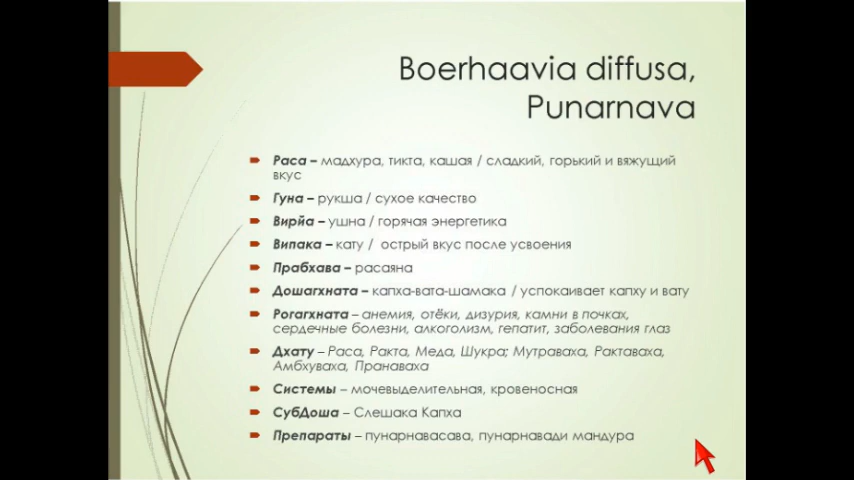 Boerhaavia diffusa,
Punarnava
Раса – мадхура, тикта, кашая / сладкий, горький и вяжущий
вкус
Гуна – рукша / сухое качество
Вирйа – ушна / горячая энергетика
Випака – кату / острый вкус после усвоения
Прабхава – расаяна
Дошагхната – капха-вата-шамака / успокаивает капху и вату
Рогагхната – анемия, отёки, дизурия, камни в почках,
сердечные болезни, алкоголизм, гепатит, заболевания глаз
Дхату – Раса, Ракта, Меда, Шукра; Мутраваха, Рактаваха,
Амбхуваха, Пранаваха
Системы – мочевыделительная, кровеносная
СубДоша – Слешака Капха
Препараты – пунарнавасава, пунарнавади мандура